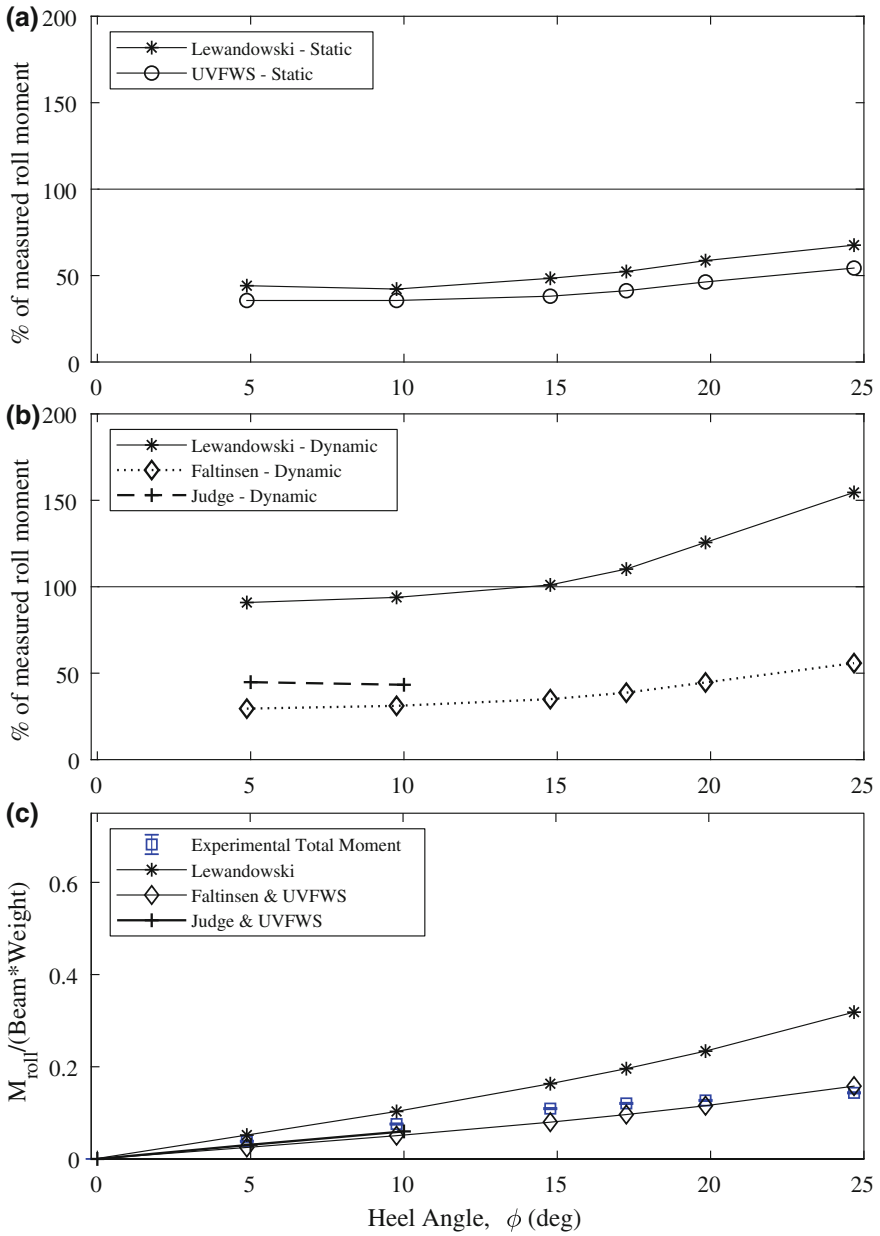 (a)
200
150
100
50
0
% of measured roll moment
Lewandowski - Static
UVFWS - Static
0 5 10 15 20 25
(b)
200
150
100
50
0
% of measured roll moment
Lewandowski - Dynamic
Faltinsen - Dynamic
Judge - Dynamic
0 5 10 15 20 25
(c)
0.6
0.4
0.2
0
M_roll/(Beam*Weight)
Experimental Total Moment
Lewandowski
Faltinsen & UVFWS
Judge & UVFWS
0 5 10 15 20 25
Heel Angle, ϕ (deg)